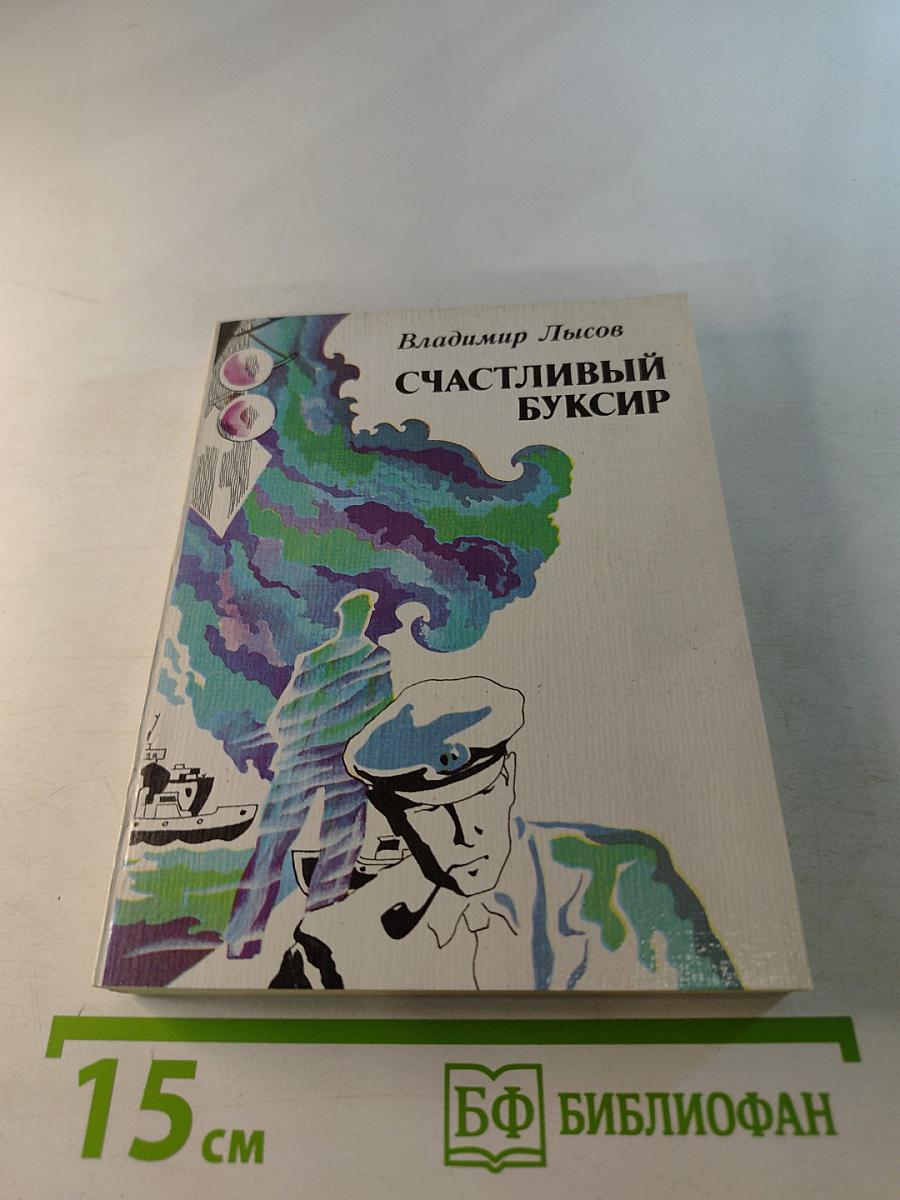 Владимир Лысов
СЧАСТЛИВЫЙ
БУКСИР
15 см
БФ БИБЛИОФАН